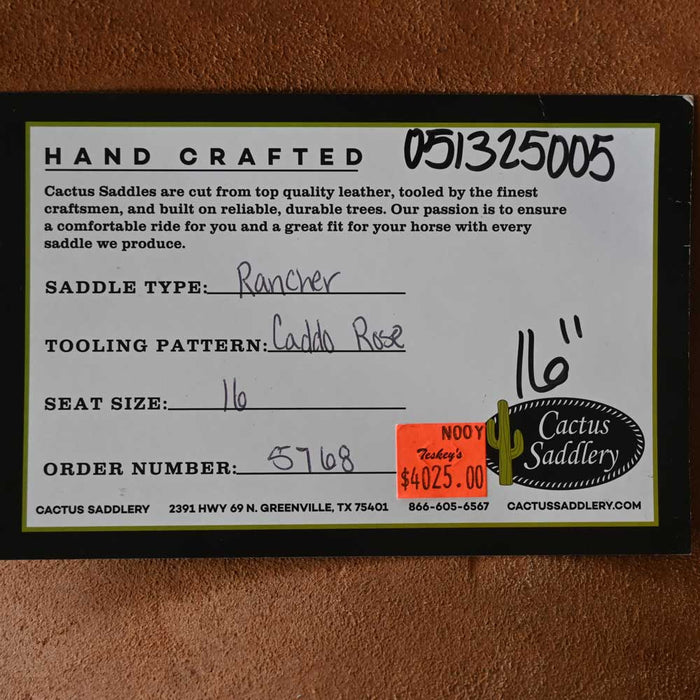 HAND CRAFTED
051325005
Cactus Saddles are cut from top quality leather, tooled by the finest
craftsmen, and built on reliable, durable trees. Our passion is to ensure
a comfortable ride for you and a great fit for your horse with every
saddle we produce.
SADDLE TYPE: Rancher
TOOLING PATTERN: Caddo Rose
16"
SEAT SIZE: 16
Cactus
Saddlery
ORDER NUMBER: 5768
NOOY
Teskey's
$4025.00
CACTUS SADDLERY 2391 HWY 69 N. GREENVILLE, TX 75401 866-605-6567 CACTUSSADDLERY.COM